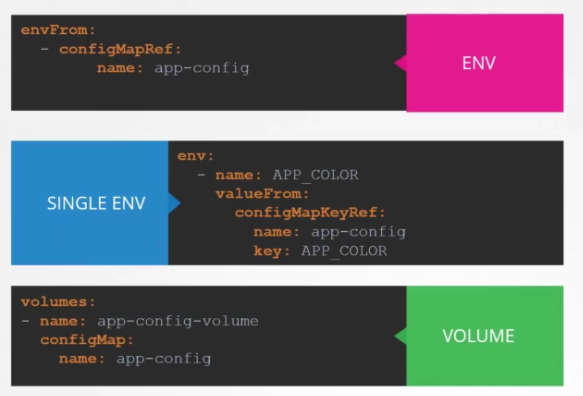 envFrom:
- configMapRef:
name: app-config
ENV
SINGLE ENV
env:
- name: APP_COLOR
valueFrom:
configMapKeyRef:
name: app-config
key: APP_COLOR
volumes:
- name: app-config-volume
configMap:
name: app-config
VOLUME